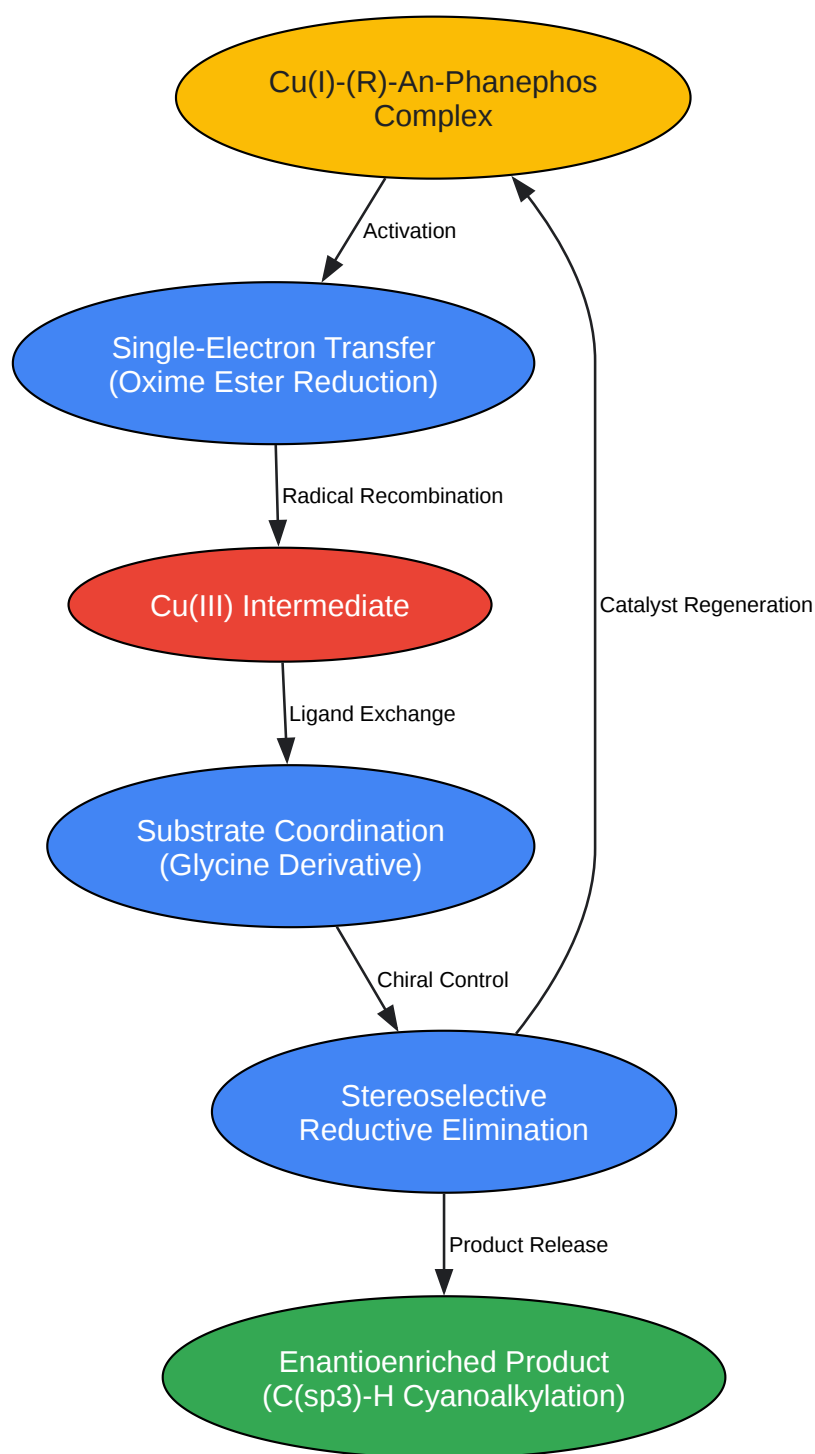 Cu(I)-(R)-An-Phanephos
Complex
Activation
Single-Electron Transfer
(Oxime Ester Reduction)
Radical Recombination
Cu(III) Intermediate
Catalyst Regeneration
Ligand Exchange
Substrate Coordination
(Glycine Derivative)
Chiral Control
Stereoselective
Reductive Elimination
Product Release
Enantioenriched Product
(C(sp3)-H Cyanoalkylation)